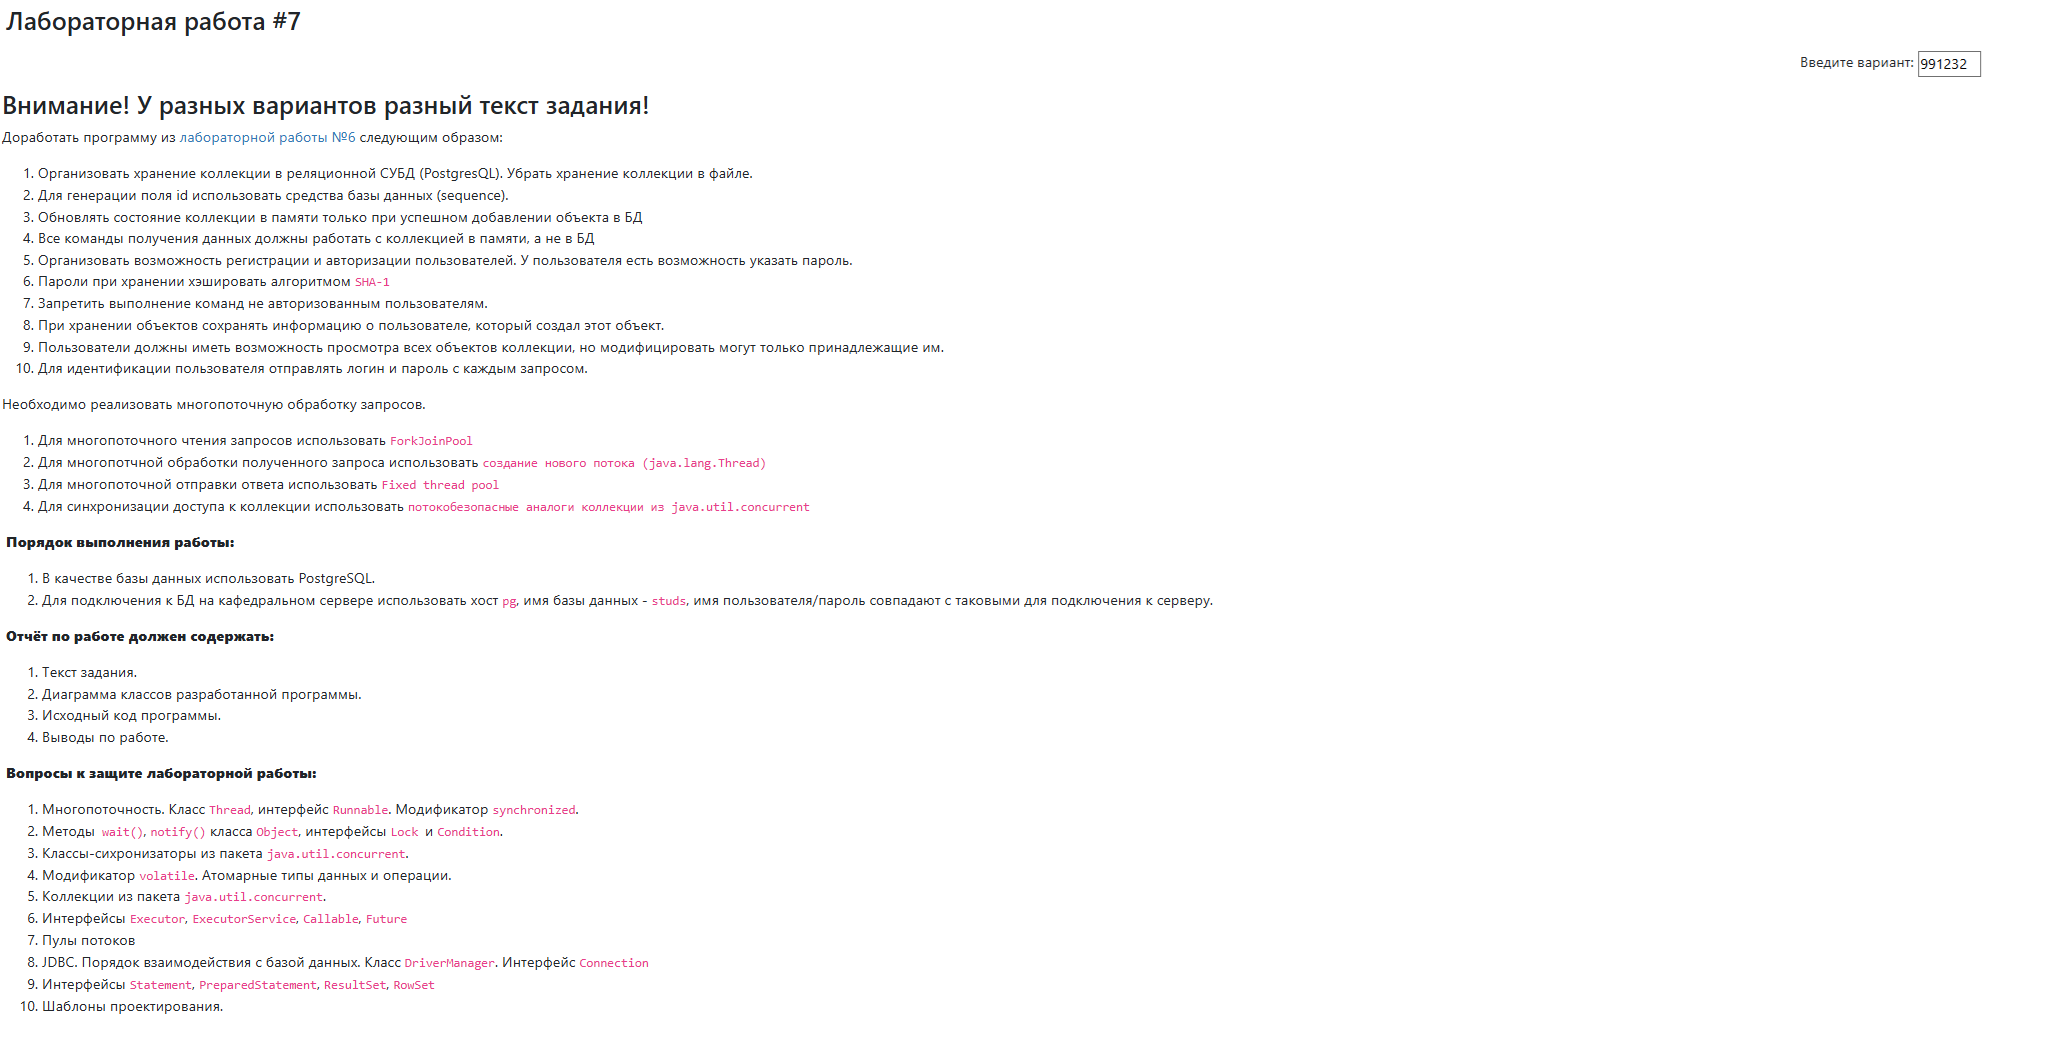 Лабораторная работа #7
Введите вариант: 991232
Внимание! У разных вариантов разный текст задания!
Доработать программу из лабораторной работы №6 следующим образом:
1. Организовать хранение коллекции в реляционной СУБД (PostgresQL). Убрать хранение коллекции в файле.
2. Для генерации поля id использовать средства базы данных (sequence).
3. Обновлять состояние коллекции в памяти только при успешном добавлении объекта в БД
4. Все команды получения данных должны работать с коллекцией в памяти, а не в БД
5. Организовать возможность регистрации и авторизации пользователей. У пользователя есть возможность указать пароль.
6. Пароли при хранении хэшировать алгоритмом SHA-1
7. Запретить выполнение команд не авторизованным пользователям.
8. При хранении объектов сохранять информацию о пользователе, который создал этот объект.
9. Пользователи должны иметь возможность просмотра всех объектов коллекции, но модифицировать могут только принадлежащие им.
10. Для идентификации пользователя отправлять логин и пароль с каждым запросом.
Необходимо реализовать многопоточную обработку запросов.
1. Для многопоточного чтения запросов использовать ForkJoinPool
2. Для многопотчной обработки полученного запроса использовать создание нового потока (java.lang.Thread)
3. Для многопоточной отправки ответа использовать Fixed thread pool
4. Для синхронизации доступа к коллекции использовать потокобезопасные аналоги коллекции из java.util.concurrent
Порядок выполнения работы:
1. В качестве базы данных использовать PostgreSQL.
2. Для подключения к БД на кафедральном сервере использовать хост pg, имя базы данных - studs, имя пользователя/пароль совпадают с таковыми для подключения к серверу.
Отчёт по работе должен содержать:
1. Текст задания.
2. Диаграмма классов разработанной программы.
3. Исходный код программы.
4. Выводы по работе.
Вопросы к защите лабораторной работы:
1. Многопоточность. Класс Thread, интерфейс Runnable. Модификатор synchronized.
2. Методы wait(), notify() класса Object, интерфейсы Lock и Condition.
3. Классы-сихронизаторы из пакета java.util.concurrent.
4. Модификатор volatile. Атомарные типы данных и операции.
5. Коллекции из пакета java.util.concurrent.
6. Интерфейсы Executor, ExecutorService, Callable, Future
7. Пулы потоков
8. JDBC. Порядок взаимодействия с базой данных. Класс DriverManager. Интерфейс Connection
9. Интерфейсы Statement, PreparedStatement, ResultSet, RowSet
10. Шаблоны проектирования.